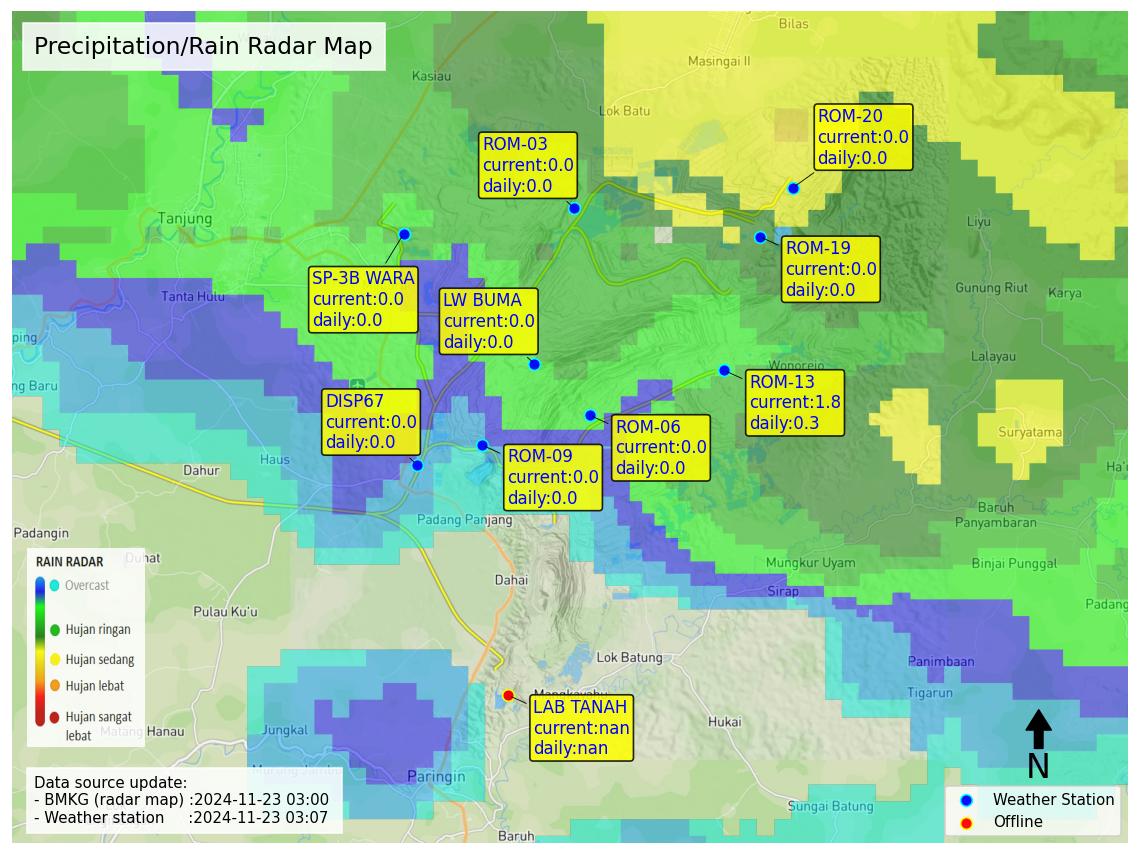 Precipitation/Rain Radar Map
Bilas
Masingai II
Kasiau
Lok Batu
ROM-20
current:0.0
daily:0.0
ROM-03
current:0.0
daily:0.0
Tanjung
Liyu
ROM-19
current:0.0
daily:0.0
SP-3B WARA
current:0.0
daily:0.0
Tanta Hulu
LW BUMA
current:0.0
daily:0.0
Gunung Riut
Karya
ping
Lalayau
Wonorejo
ng Baru
ROM-13
current:1.8
daily:0.3
DISP67
current:0.0
daily:0.0
ROM-06
current:0.0
daily:0.0
Suryatama
Haus
Dahur
ROM-09
current:0.0
daily:0.0
Ha'u
Baruh
Panyambaran
Padang Panjang
Padangin
Duhat
Mungkur Uyam
Binjai Punggal
Dahai
Sirap
Padang
Pulau Ku'u
RAIN RADAR
Overcast
Hujan ringan
Hujan sedang
Hujan lebat
Hujan sangat
lebat
Lok Batung
Panimbaan
Tigarun
Mangkayahu
LAB TANAH
current:nan
daily:nan
Hukai
Jungkal
Matang Hanau
Murung Jambu
Paringin
Sungai Batung
Baruh
N
Data source update:
- BMKG (radar map) :2024-11-23 03:00
- Weather station :2024-11-23 03:07
Weather Station
Offline